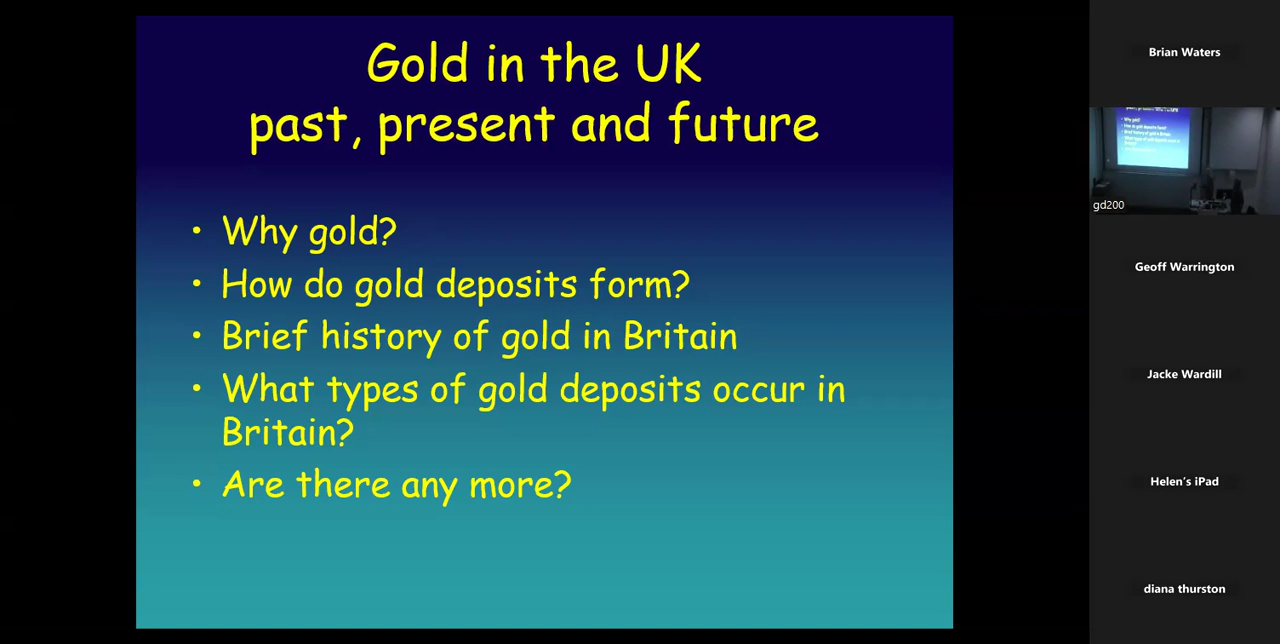 Gold in the UK
past, present and future
• Why gold?
• How do gold deposits form?
• Brief history of gold in Britain
• What types of gold deposits occur in
Britain?
• Are there any more?
Brian Waters
gd200
Geoff Warrington
Jacke Wardill
Helen’s iPad
diana thurston